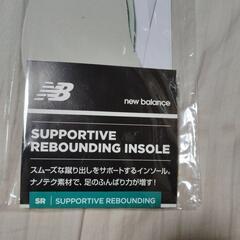 NB
new balance
SUPPORTIVE
REBOUNDING INSOLE
スムーズな蹴り出しをサポートするインソール。
ナノテク素材で、足のふんばり力が増す!
SR SUPPORTIVE REBOUNDING